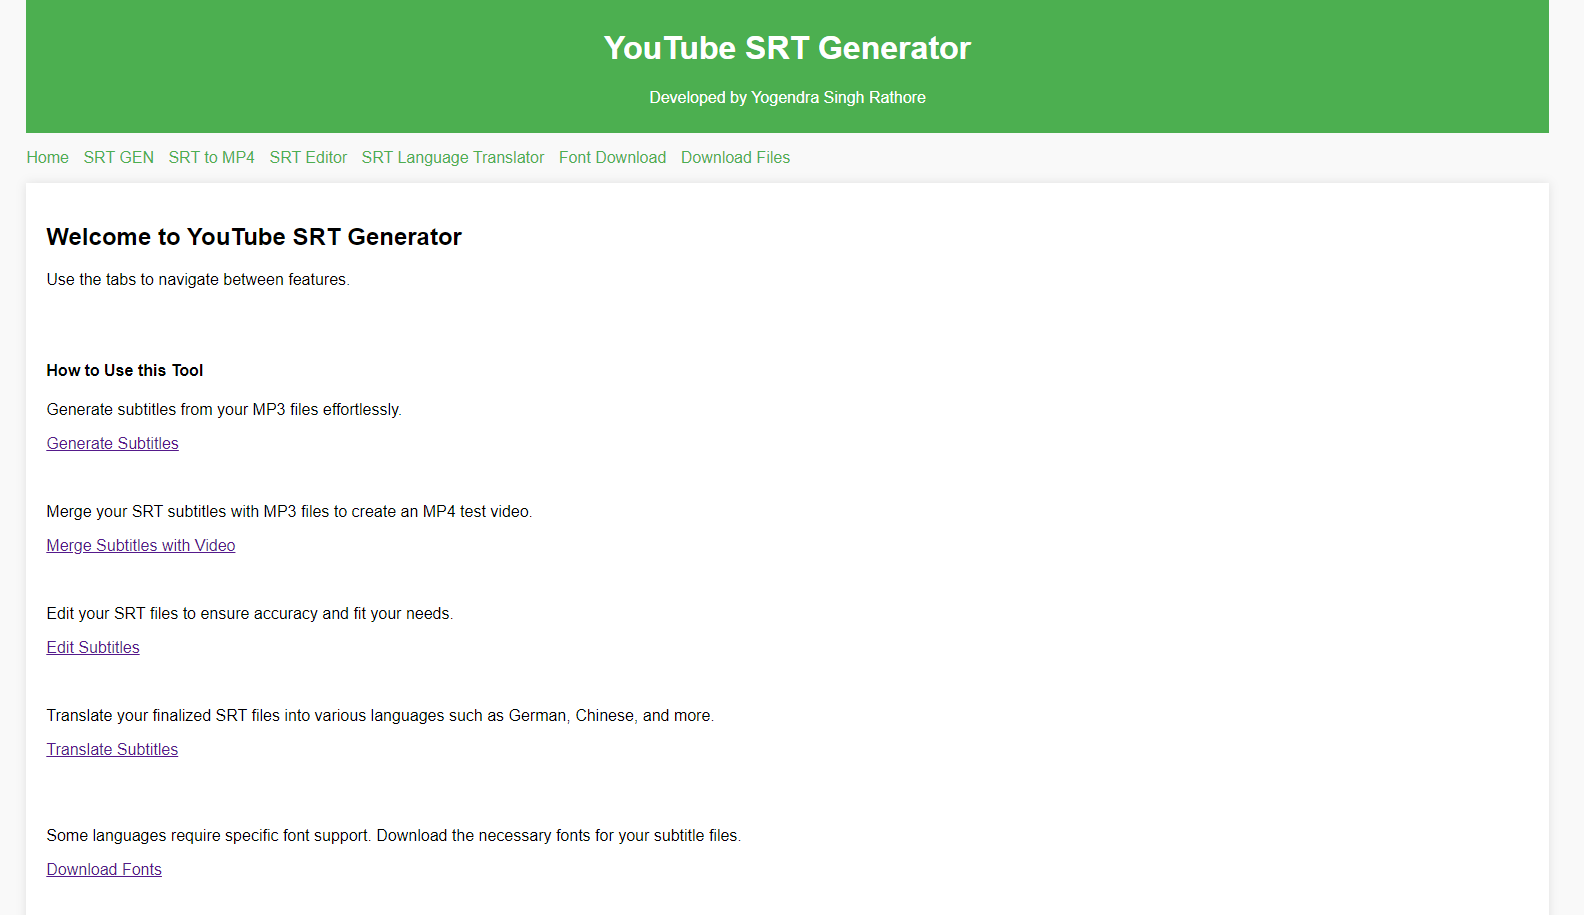 YouTube SRT Generator
Developed by Yogendra Singh Rathore
Home SRT GEN SRT to MP4 SRT Editor SRT Language Translator Font Download Download Files
Welcome to YouTube SRT Generator
Use the tabs to navigate between features.
How to Use this Tool
Generate subtitles from your MP3 files effortlessly.
Generate Subtitles
Merge your SRT subtitles with MP3 files to create an MP4 test video.
Merge Subtitles with Video
Edit your SRT files to ensure accuracy and fit your needs.
Edit Subtitles
Translate your finalized SRT files into various languages such as German, Chinese, and more.
Translate Subtitles
Some languages require specific font support. Download the necessary fonts for your subtitle files.
Download Fonts